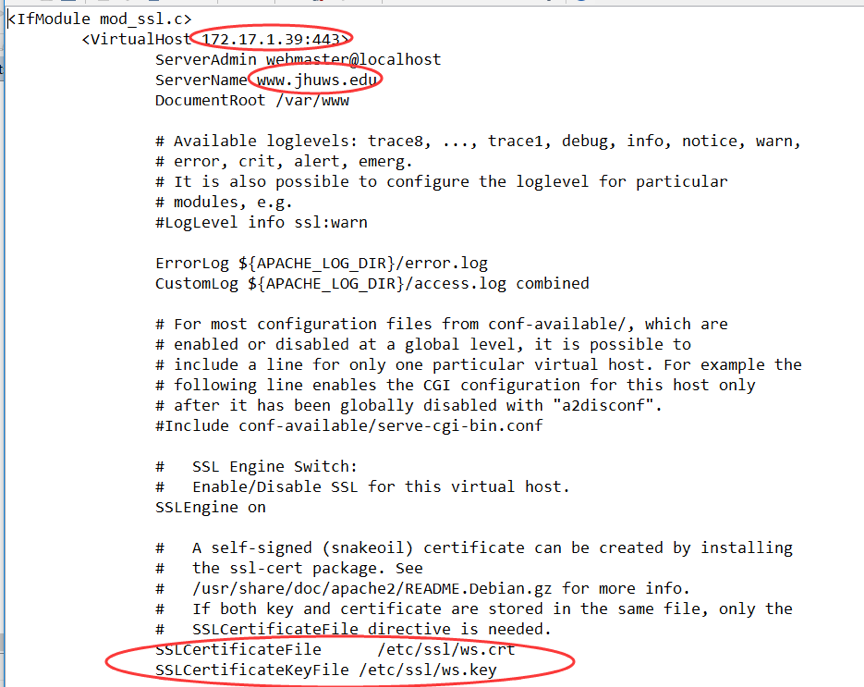 <IfModule mod_ssl.c>
<VirtualHost 172.17.1.39:443>
ServerAdmin webmaster@localhost
ServerName www.jhuws.edu
DocumentRoot /var/www
# Available loglevels: trace8, ..., trace1, debug, info, notice, warn,
# error, crit, alert, emerg.
# It is also possible to configure the loglevel for particular
# modules, e.g.
#LogLevel info ssl:warn
ErrorLog ${APACHE_LOG_DIR}/error.log
CustomLog ${APACHE_LOG_DIR}/access.log combined
# For most configuration files from conf-available/, which are
# enabled or disabled at a global level, it is possible to
# include a line for only one particular virtual host. For example the
# following line enables the CGI configuration for this host only
# after it has been globally disabled with "a2disconf".
#Include conf-available/serve-cgi-bin.conf
#   SSL Engine Switch:
#   Enable/Disable SSL for this virtual host.
SSLEngine on
#   A self-signed (snakeoil) certificate can be created by installing
#   the ssl-cert package. See
#   /usr/share/doc/apache2/README.Debian.gz for more info.
#   If both key and certificate are stored in the same file, only the
#   SSLCertificateFile directive is needed.
SSLCertificateFile      /etc/ssl/ws.crt
SSLCertificateKeyFile /etc/ssl/ws.key